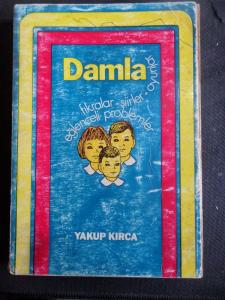 Damla
fıkralar - şiirler - oyunlar
eğlenceli problemler
YAKUP KIRCA